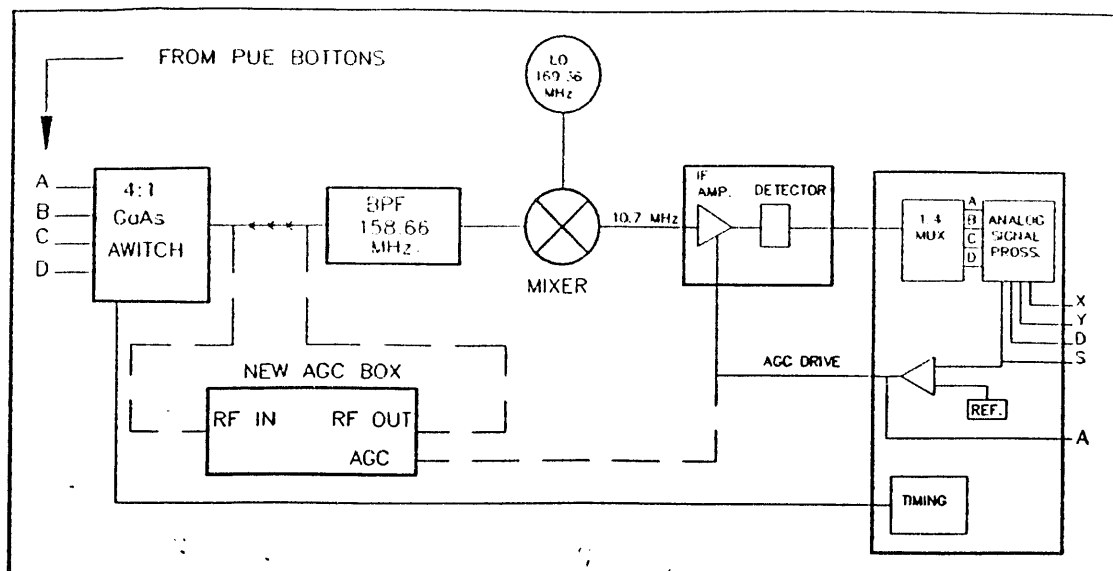 FROM PUE BOTTONS
LO
169.36
MHz
A
B
C
D
4:1
GaAs
AWITCH
BPF
158.66
MHz
MIXER
10.7 MHz
IF
AMP.
DETECTOR
1:4
MUX
A
B
C
D
ANALOG
SIGNAL
PROSS.
X
Y
D
S
NEW AGC BOX
RF IN
RF OUT
AGC
AGC DRIVE
REF.
A
TIMING